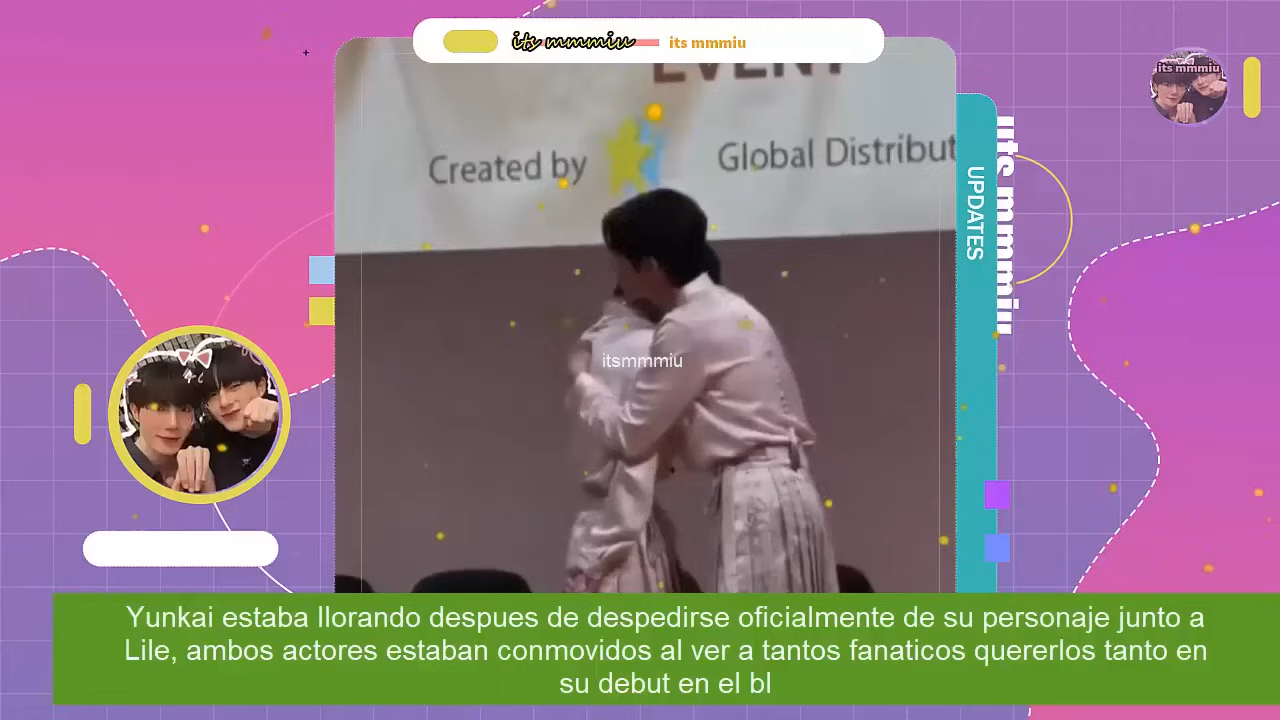 its mmmiu its mmmiu
its mmmiu
EVENT
Created by Global Distribut
UPDATES
its mmmiu
itsmmmiu
Yunkai estaba llorando despues de despedirse oficialmente de su personaje junto a
Lile, ambos actores estaban conmovidos al ver a tantos fanaticos quererlos tanto en
su debut en el bl